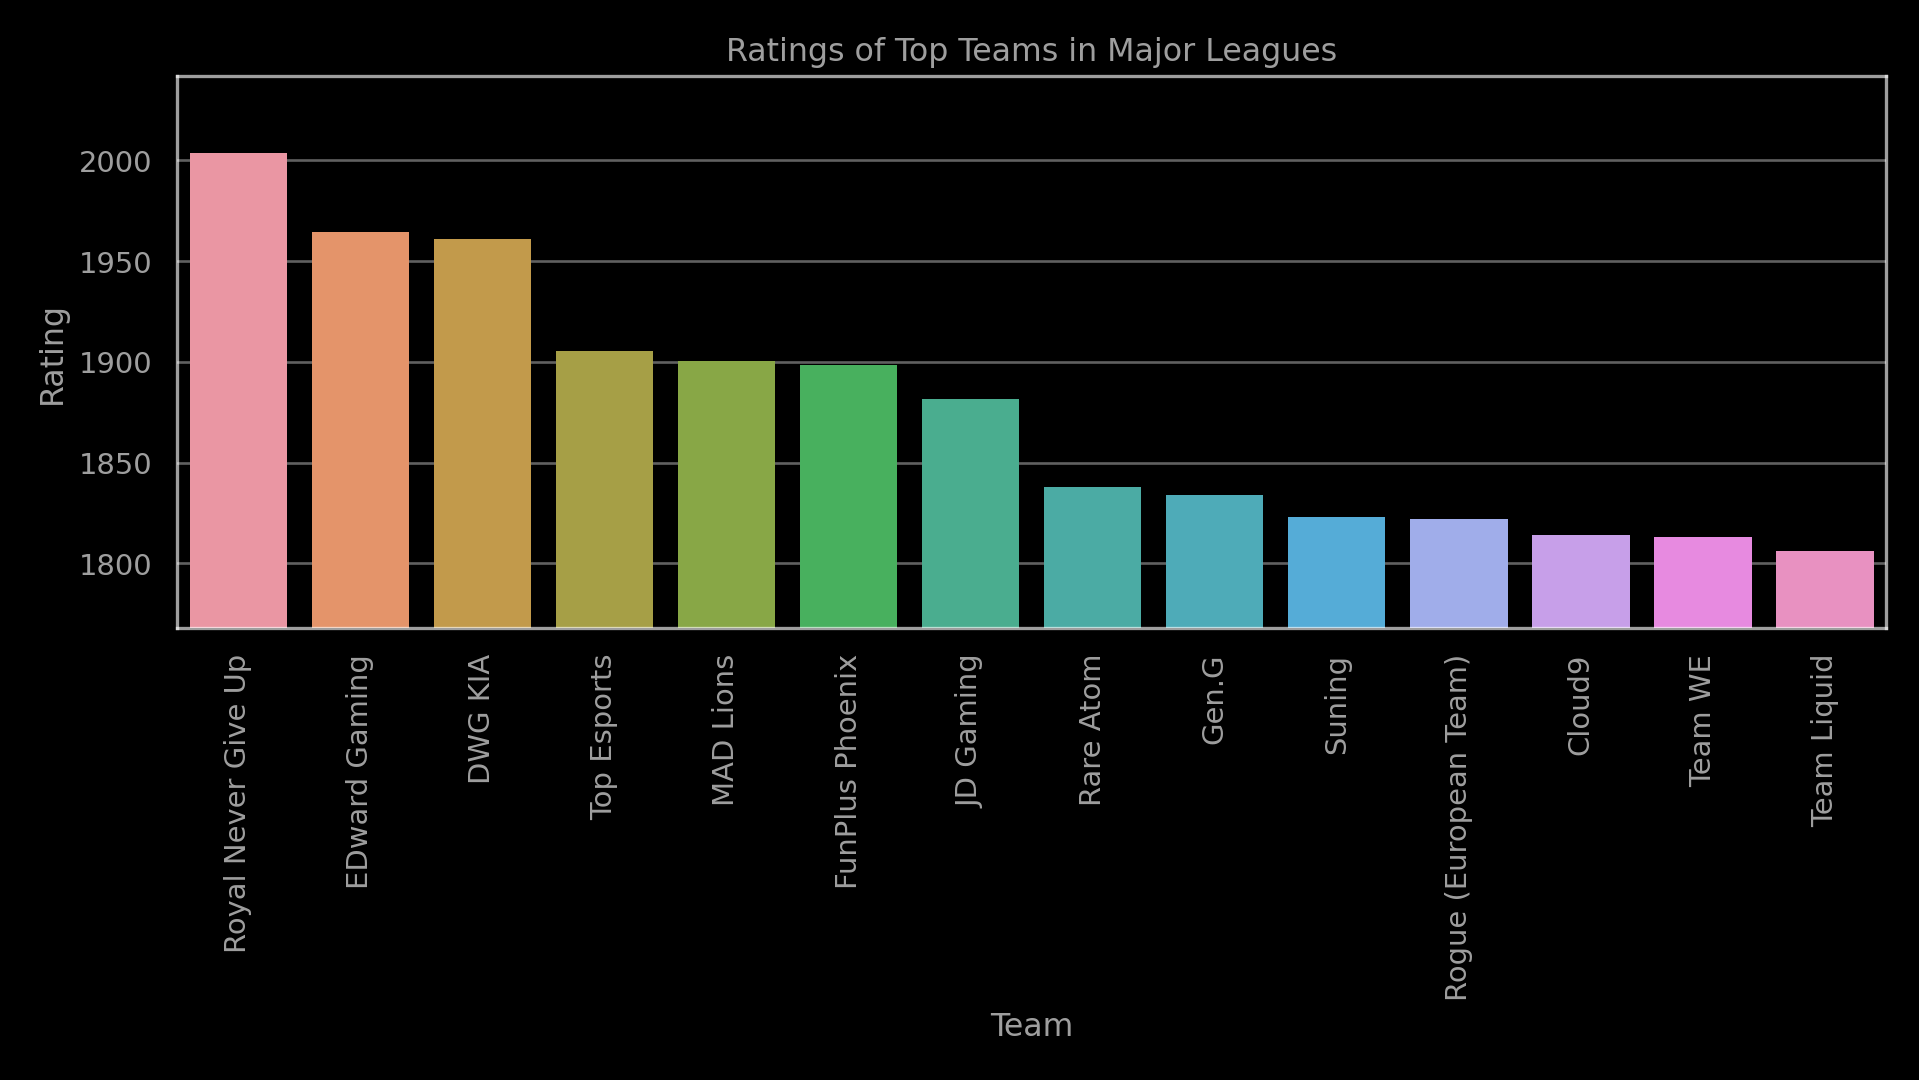 Ratings of Top Teams in Major Leagues
Rating
2000
1950
1900
1850
1800
Royal Never Give Up
EDward Gaming
DWG KIA
Top Esports
MAD Lions
FunPlus Phoenix
JD Gaming
Rare Atom
Gen.G
Suning
Rogue (European Team)
Cloud9
Team WE
Team Liquid
Team